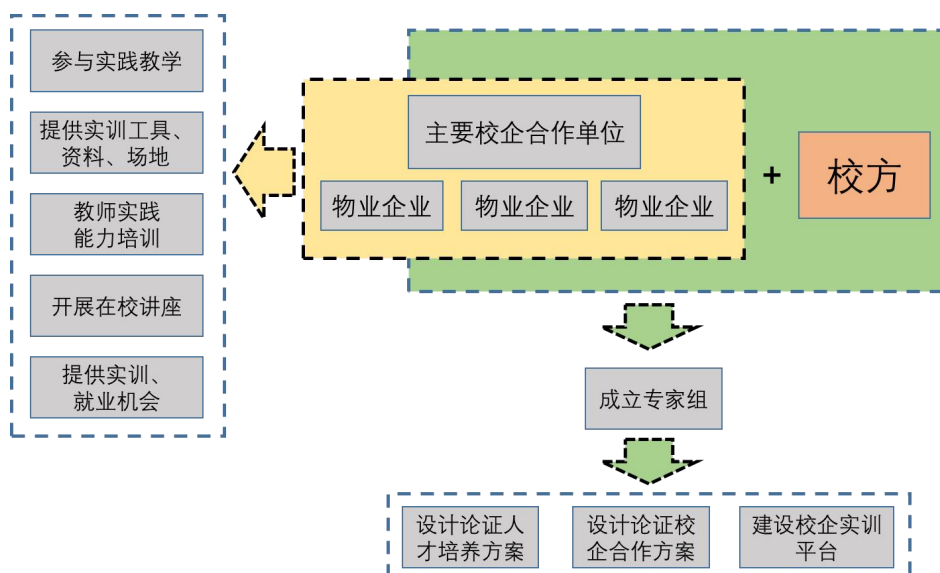 参与实践教学
提供实训工具、
资料、场地
教师实践
能力培训
开展在校讲座
提供实训、
就业机会
主要校企合作单位
物业企业
物业企业
物业企业
+
校方
成立专家组
设计论证人
才培养方案
设计论证校
企合作方案
建设校企实训
平台